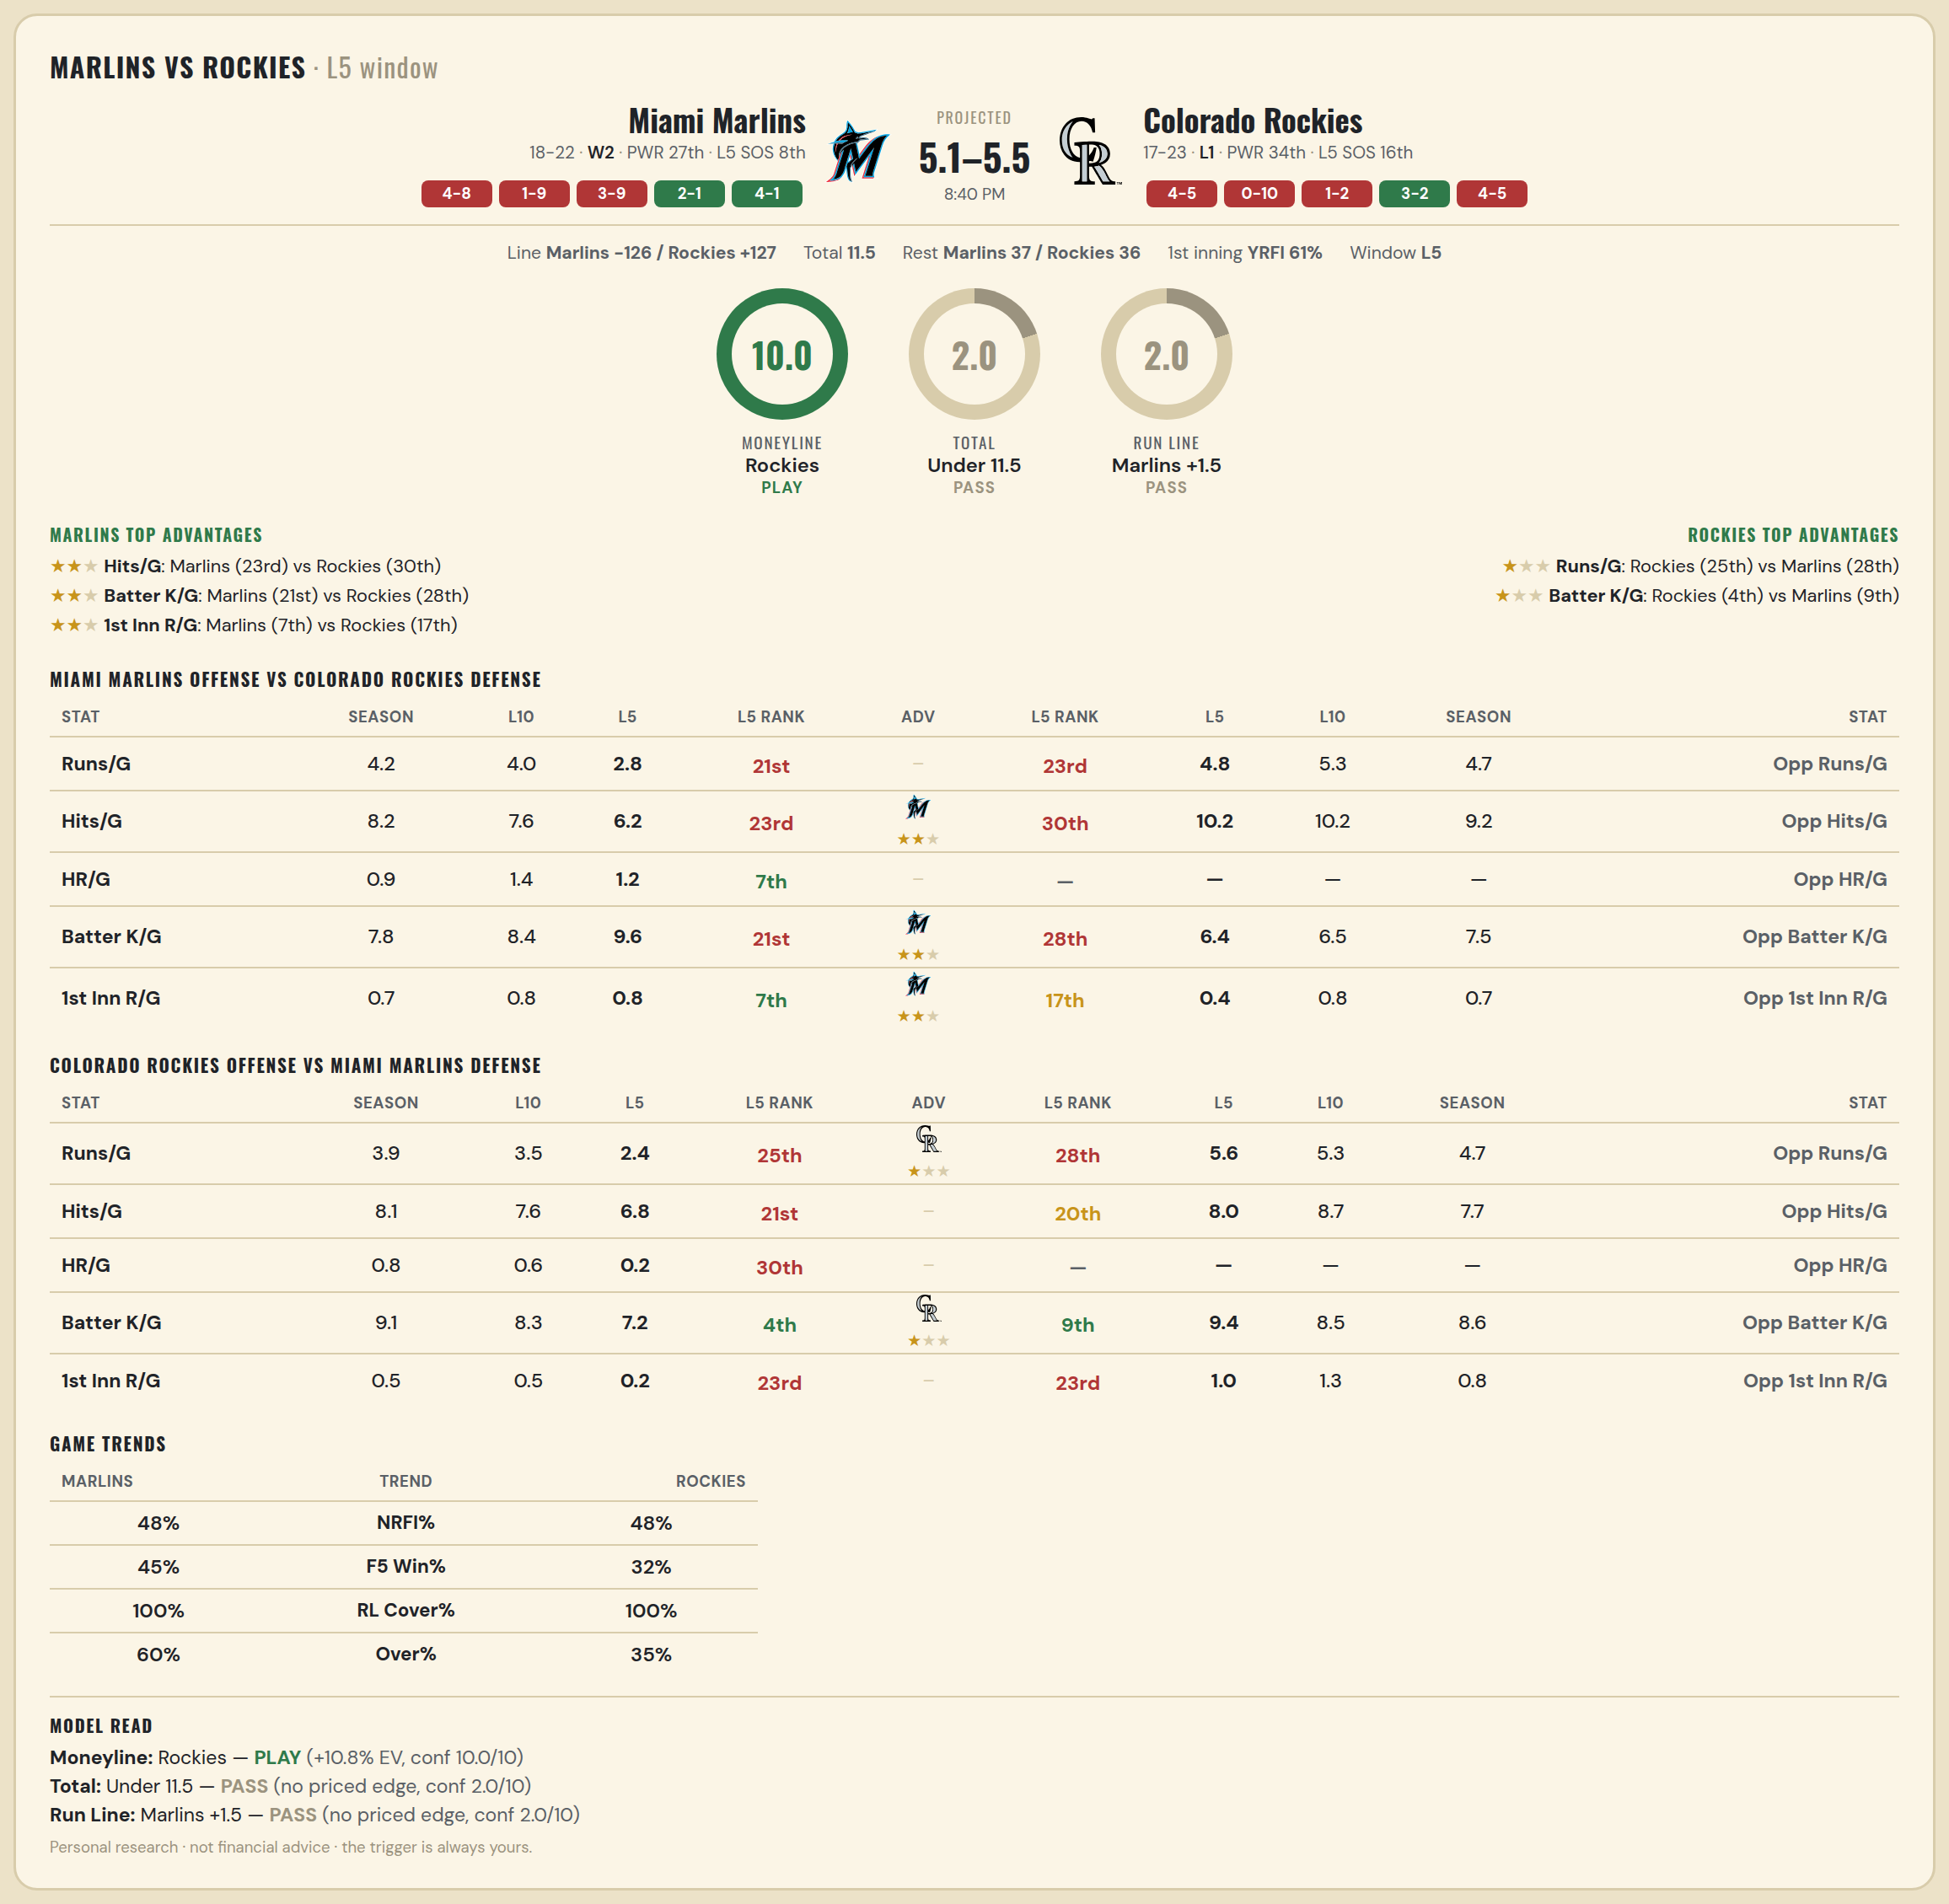 MARLINS VS ROCKIES · L5 window
Miami Marlins
18-22 · W2 · PWR 27th · L5 SOS 8th
4-8 1-9 3-9 2-1 4-1
M
PROJECTED
5.1–5.5
8:40 PM
CR™
Colorado Rockies
17-23 · L1 · PWR 34th · L5 SOS 16th
4-5 0-10 1-2 3-2 4-5
Line Marlins -126 / Rockies +127 Total 11.5 Rest Marlins 37 / Rockies 36 1st inning YRFI 61% Window L5
10.0 2.0 2.0
MONEYLINE TOTAL RUN LINE
Rockies Under 11.5 Marlins +1.5
PLAY PASS PASS
MARLINS TOP ADVANTAGES
★★★ Hits/G: Marlins (23rd) vs Rockies (30th)
★★★ Batter K/G: Marlins (21st) vs Rockies (28th)
★★★ 1st Inn R/G: Marlins (7th) vs Rockies (17th)
ROCKIES TOP ADVANTAGES
★★★ Runs/G: Rockies (25th) vs Marlins (28th)
★★★ Batter K/G: Rockies (4th) vs Marlins (9th)
MIAMI MARLINS OFFENSE VS COLORADO ROCKIES DEFENSE
STAT SEASON L10 L5 L5 RANK ADV L5 RANK L5 L10 SEASON STAT
Runs/G 4.2 4.0 2.8 21st – 23rd 4.8 5.3 4.7 Opp Runs/G
Hits/G 8.2 7.6 6.2 23rd M ★★★ 30th 10.2 10.2 9.2 Opp Hits/G
HR/G 0.9 1.4 1.2 7th – — — — — Opp HR/G
Batter K/G 7.8 8.4 9.6 21st M ★★★ 28th 6.4 6.5 7.5 Opp Batter K/G
1st Inn R/G 0.7 0.8 0.8 7th M ★★★ 17th 0.4 0.8 0.7 Opp 1st Inn R/G
COLORADO ROCKIES OFFENSE VS MIAMI MARLINS DEFENSE
STAT SEASON L10 L5 L5 RANK ADV L5 RANK L5 L10 SEASON STAT
Runs/G 3.9 3.5 2.4 25th CR ★★★ 28th 5.6 5.3 4.7 Opp Runs/G
Hits/G 8.1 7.6 6.8 21st – 20th 8.0 8.7 7.7 Opp Hits/G
HR/G 0.8 0.6 0.2 30th – — — — — Opp HR/G
Batter K/G 9.1 8.3 7.2 4th CR ★★★ 9th 9.4 8.5 8.6 Opp Batter K/G
1st Inn R/G 0.5 0.5 0.2 23rd – 23rd 1.0 1.3 0.8 Opp 1st Inn R/G
GAME TRENDS
MARLINS TREND ROCKIES
48% NRFI% 48%
45% F5 Win% 32%
100% RL Cover% 100%
60% Over% 35%
MODEL READ
Moneyline: Rockies — PLAY (+10.8% EV, conf 10.0/10)
Total: Under 11.5 — PASS (no priced edge, conf 2.0/10)
Run Line: Marlins +1.5 — PASS (no priced edge, conf 2.0/10)
Personal research · not financial advice · the trigger is always yours.